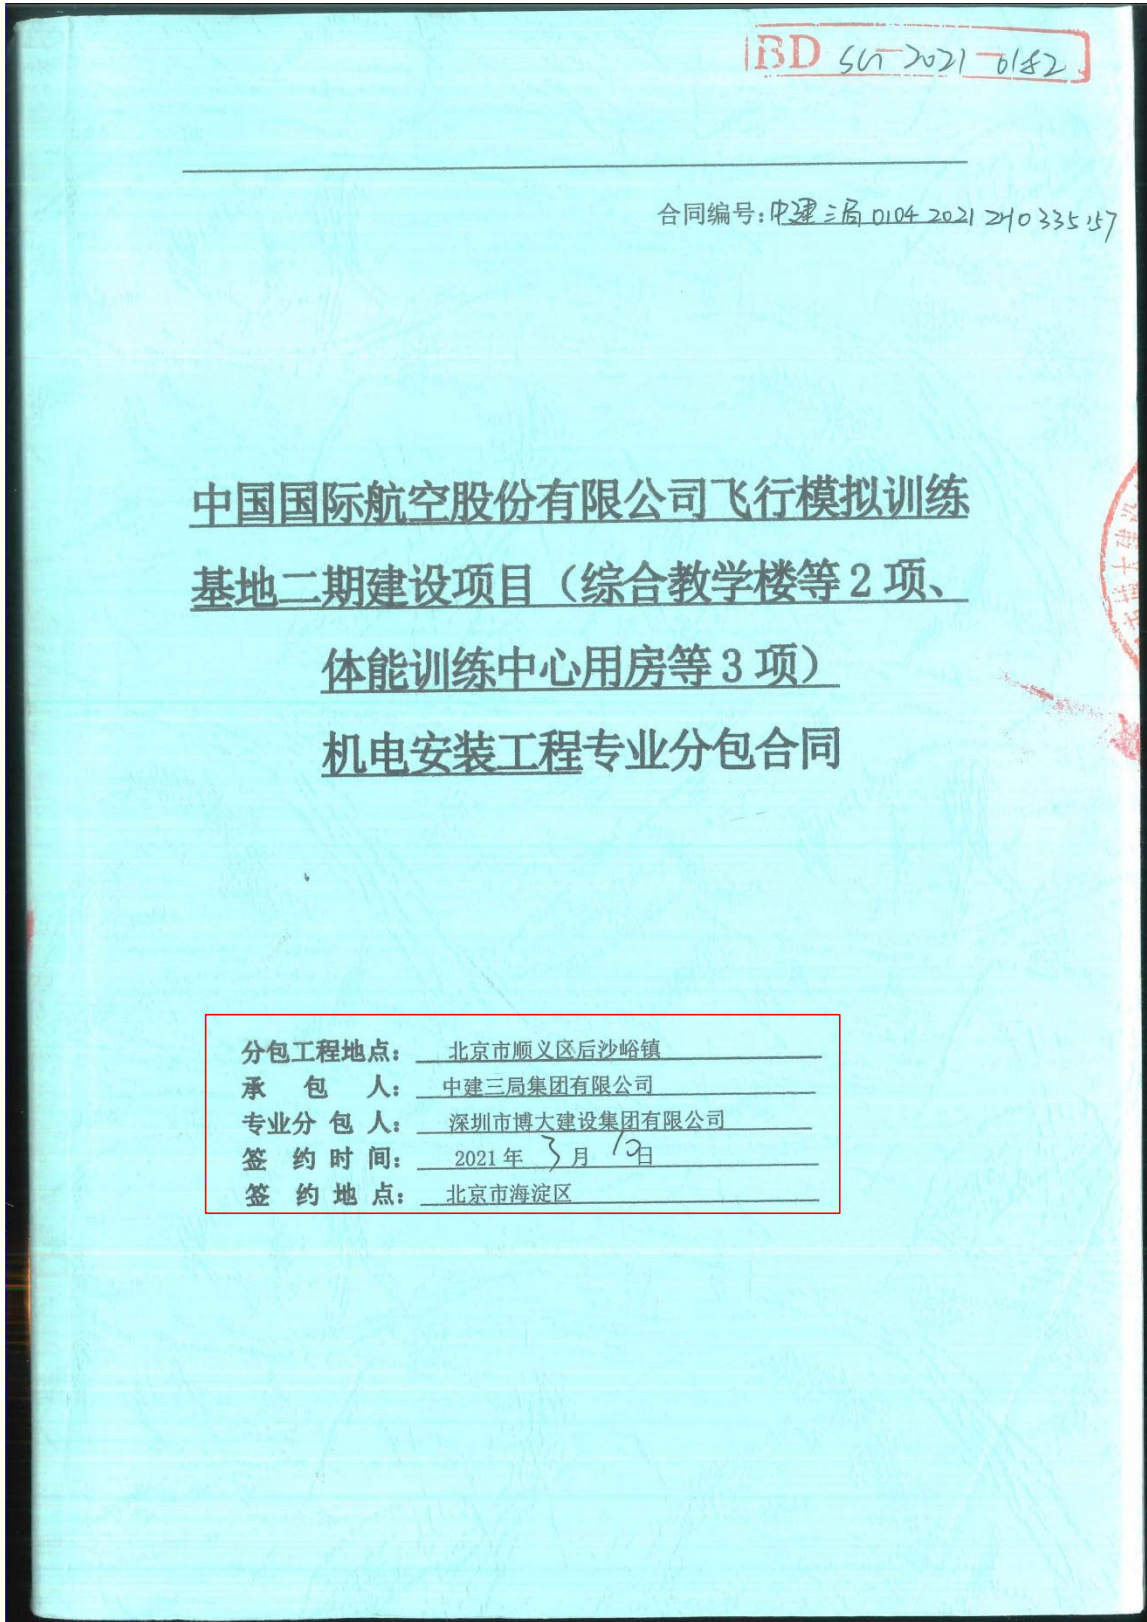 BD SG-2021-0182
合同编号:中建三局0104 2021 ZY0335157
中国国际航空股份有限公司飞行模拟训练
基地二期建设项目（综合教学楼等2项、
体能训练中心用房等3项）
机电安装工程专业分包合同
分包工程地点： 北京市顺义区后沙峪镇
承包人： 中建三局集团有限公司
专业分包人： 深圳市博大建设集团有限公司
签约时间： 2021年3月10日
签约地点： 北京市海淀区